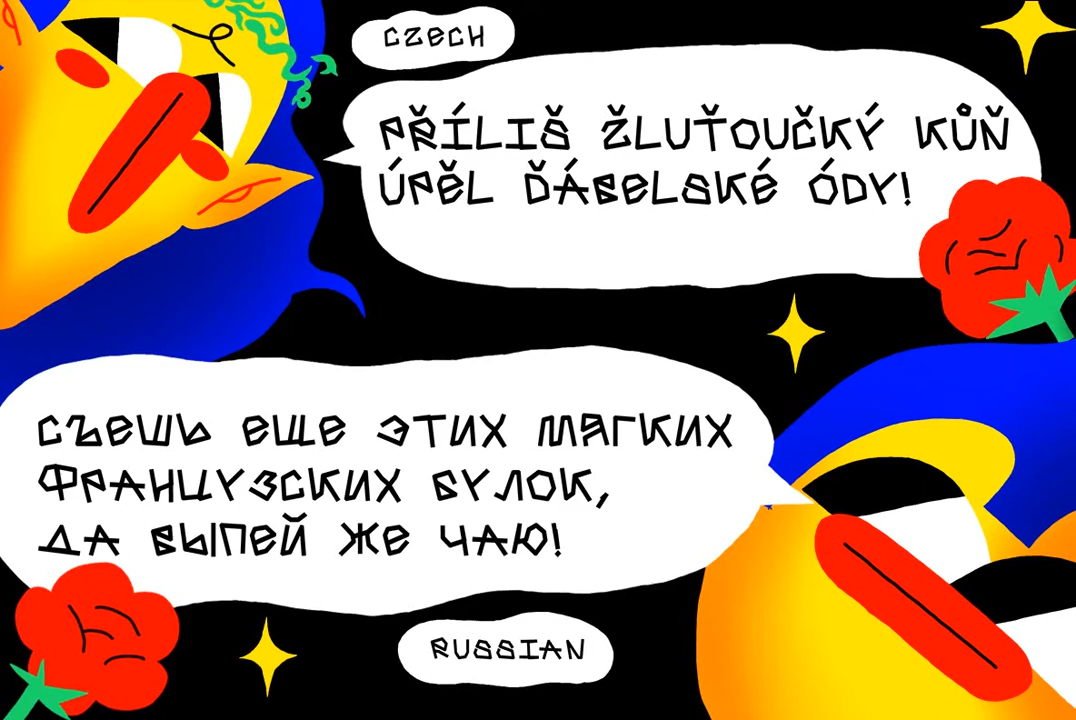 CZECH
PŘÍLIŠ ŽLUŤOUČKÝ KŮŇ
ÚPĚL ĎÁBELSKÉ ÓDY!
СЪЕШЬ ЕЩЕ ЭТИХ МЯГКИХ
ФРАНЦУЗСКИХ БУЛОК,
ДА ВЫПЕЙ ЖЕ ЧАЮ!
RUSSIAN